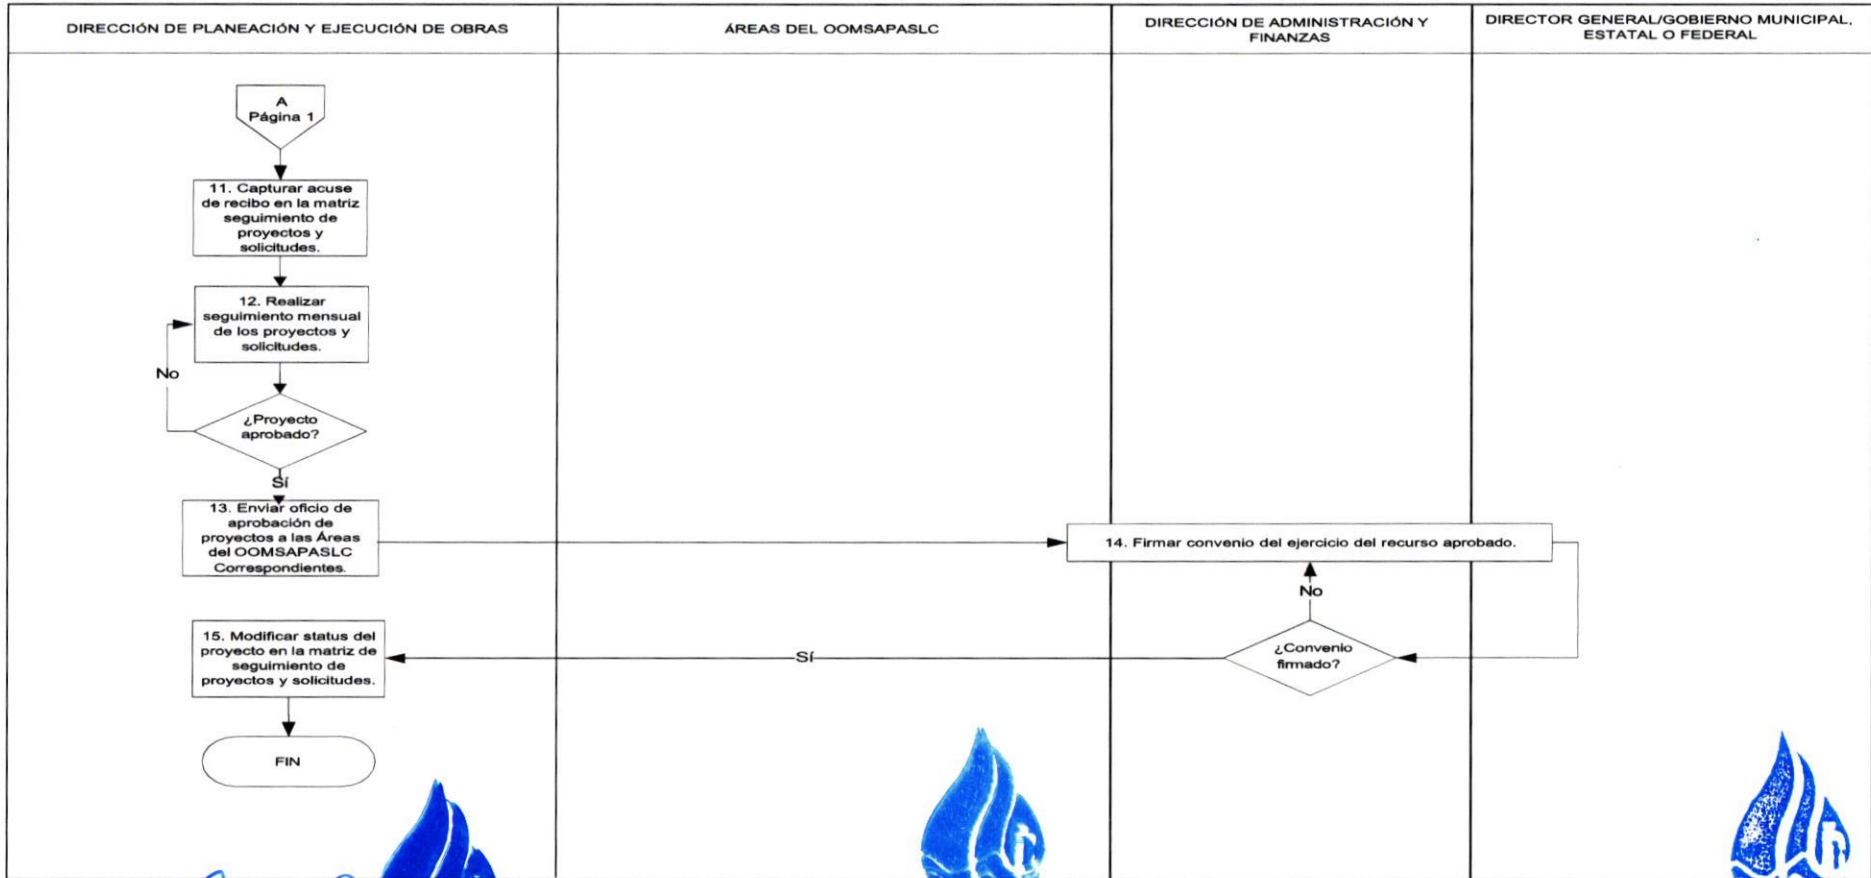 DIRECCIÓN DE PLANEACIÓN Y EJECUCIÓN DE OBRAS
ÁREAS DEL OOMSAPASLC
DIRECCIÓN DE ADMINISTRACIÓN Y
FINANZAS
DIRECTOR GENERAL/GOBIERNO MUNICIPAL,
ESTATAL O FEDERAL
A
Página 1
11. Capturar acuse
de recibo en la matriz
seguimiento de
proyectos y
solicitudes.
12. Realizar
seguimiento mensual
de los proyectos y
solicitudes.
No
¿Proyecto
aprobado?
Sí
13. Enviar oficio de
aprobación de
proyectos a las Áreas
del OOMSAPASLC
Correspondientes.
14. Firmar convenio del ejercicio del recurso aprobado.
No
¿Convenio
firmado?
Sí
15. Modificar status del
proyecto en la matriz de
seguimiento de
proyectos y solicitudes.
FIN